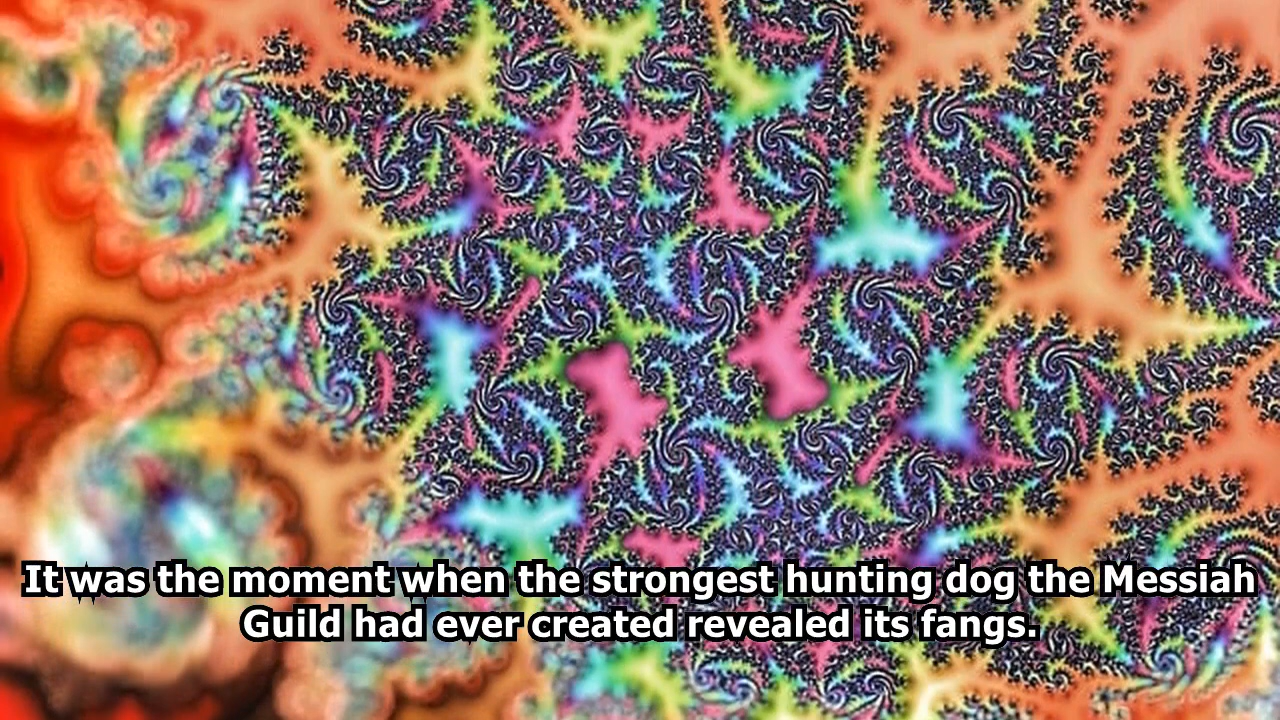 It was the moment when the strongest hunting dog the Messiah
Guild had ever created revealed its fangs.